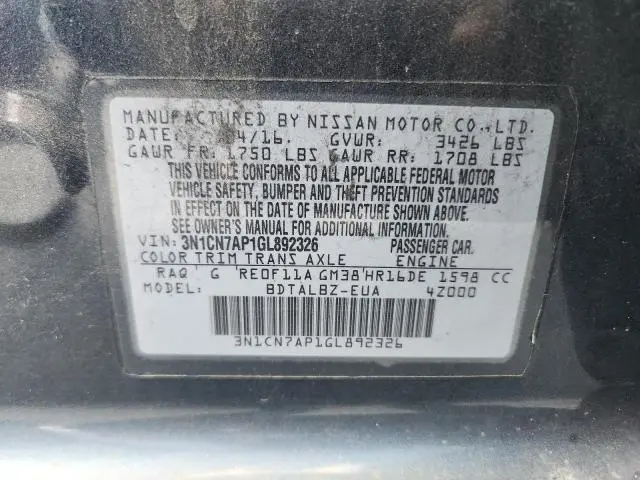 MANUFACTURED BY NISSAN MOTOR CO.,LTD.
DATE: 4/16 GVWR: 3426 LBS
GAWR FR: 1750 LBS GAWR RR: 1708 LBS
THIS VEHICLE CONFORMS TO ALL APPLICABLE FEDERAL MOTOR
VEHICLE SAFETY, BUMPER AND THEFT PREVENTION STANDARDS
IN EFFECT ON THE DATE OF MANUFACTURE SHOWN ABOVE.
SEE OWNER'S MANUAL FOR ADDITIONAL INFORMATION
VIN: 3N1CN7AP1GL892326 PASSENGER CAR.
COLOR TRIM TRANS AXLE ENGINE
RAQ G RE0F11A GM38 HR16DE 1598 CC
MODEL: BDTALBZ-EUA 4Z000
3N1CN7AP1GL892326